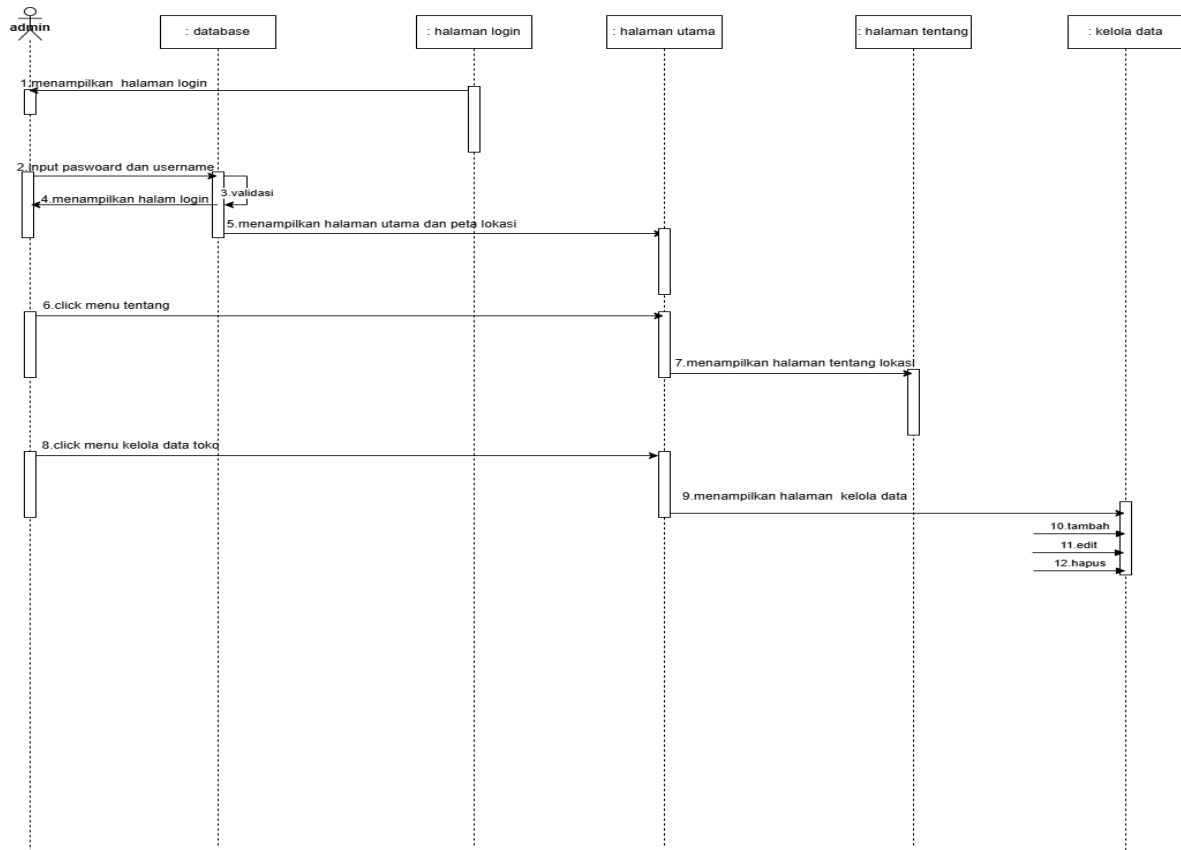 admin
: database
: halaman login
: halaman utama
: halaman tentang
: kelola data
1.menampilkan halaman login
2.input paswoard dan username
3.validasi
4.menampilkan halam login
5.menampilkan halaman utama dan peta lokasi
6.click menu tentang
7.menampilkan halaman tentang lokasi
8.click menu kelola data toko
9.menampilkan halaman kelola data
10.tambah
11.edit
12.hapus